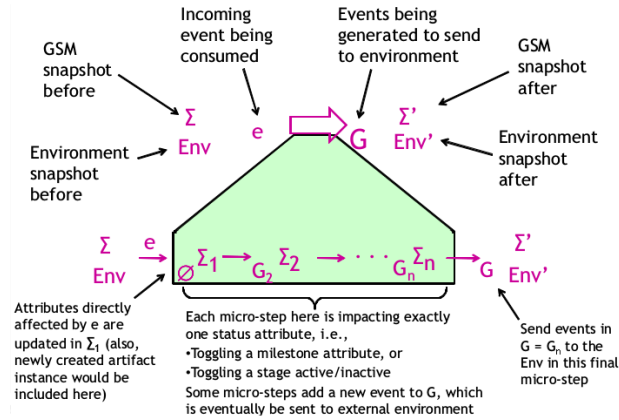 GSM
snapshot
before
Incoming
event being
consumed
Events being
generated to send
to environment
GSM
snapshot
after
Σ
Env
e
G
Σ’
Env’
Environment
snapshot
before
Environment
snapshot
after
Σ
Env
e
∅ Σ1 G2 Σ2 · · · Gn Σn
G
Σ’
Env’
Attributes directly
affected by e are
updated in Σ1 (also,
newly created artifact
instance would be
included here)
Each micro-step here is impacting exactly
one status attribute, i.e.,
•Toggling a milestone attribute, or
•Toggling a stage active/inactive
Some micro-steps add a new event to G, which
is eventually be sent to external environment
Send events in
G = Gn to the
Env in this final
micro-step